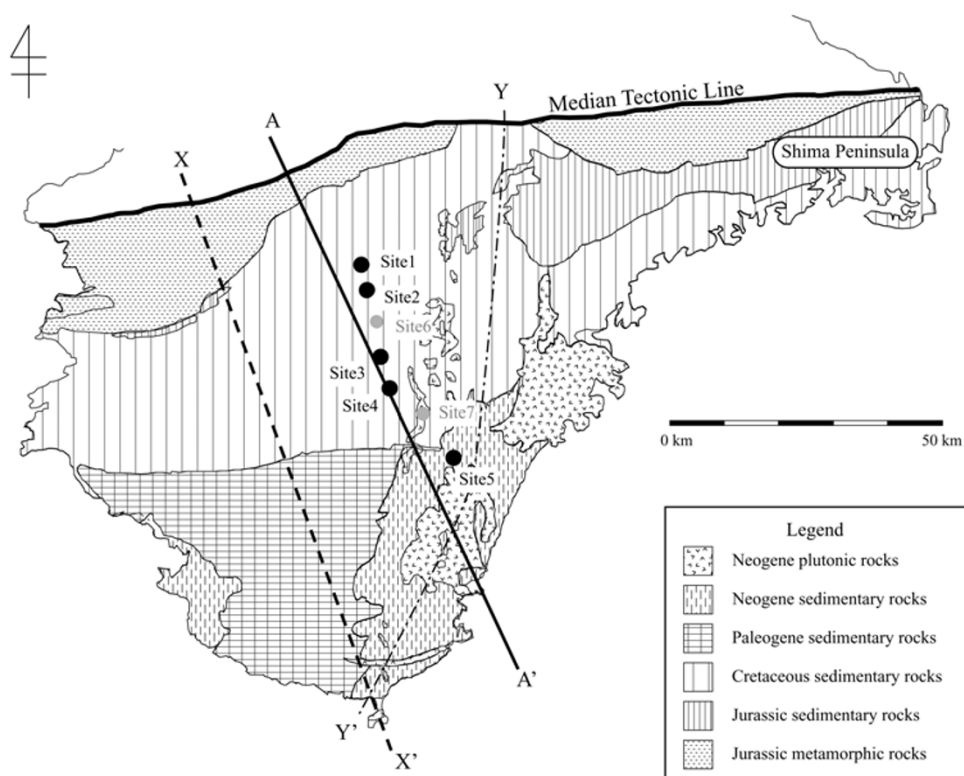 Y
Median Tectonic Line
A
X
Shima Peninsula
Site1
Site2
Site6
Site3
Site4
Site7
Site5
0 km
50 km
A'
Y'
X'
Legend
Neogene plutonic rocks
Neogene sedimentary rocks
Paleogene sedimentary rocks
Cretaceous sedimentary rocks
Jurassic sedimentary rocks
Jurassic metamorphic rocks